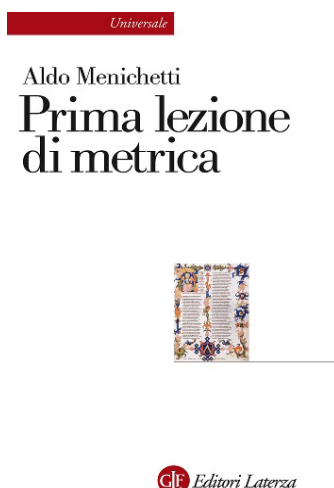 Universale
Aldo Menichetti
Prima lezione
di metrica
GLF Editori Laterza